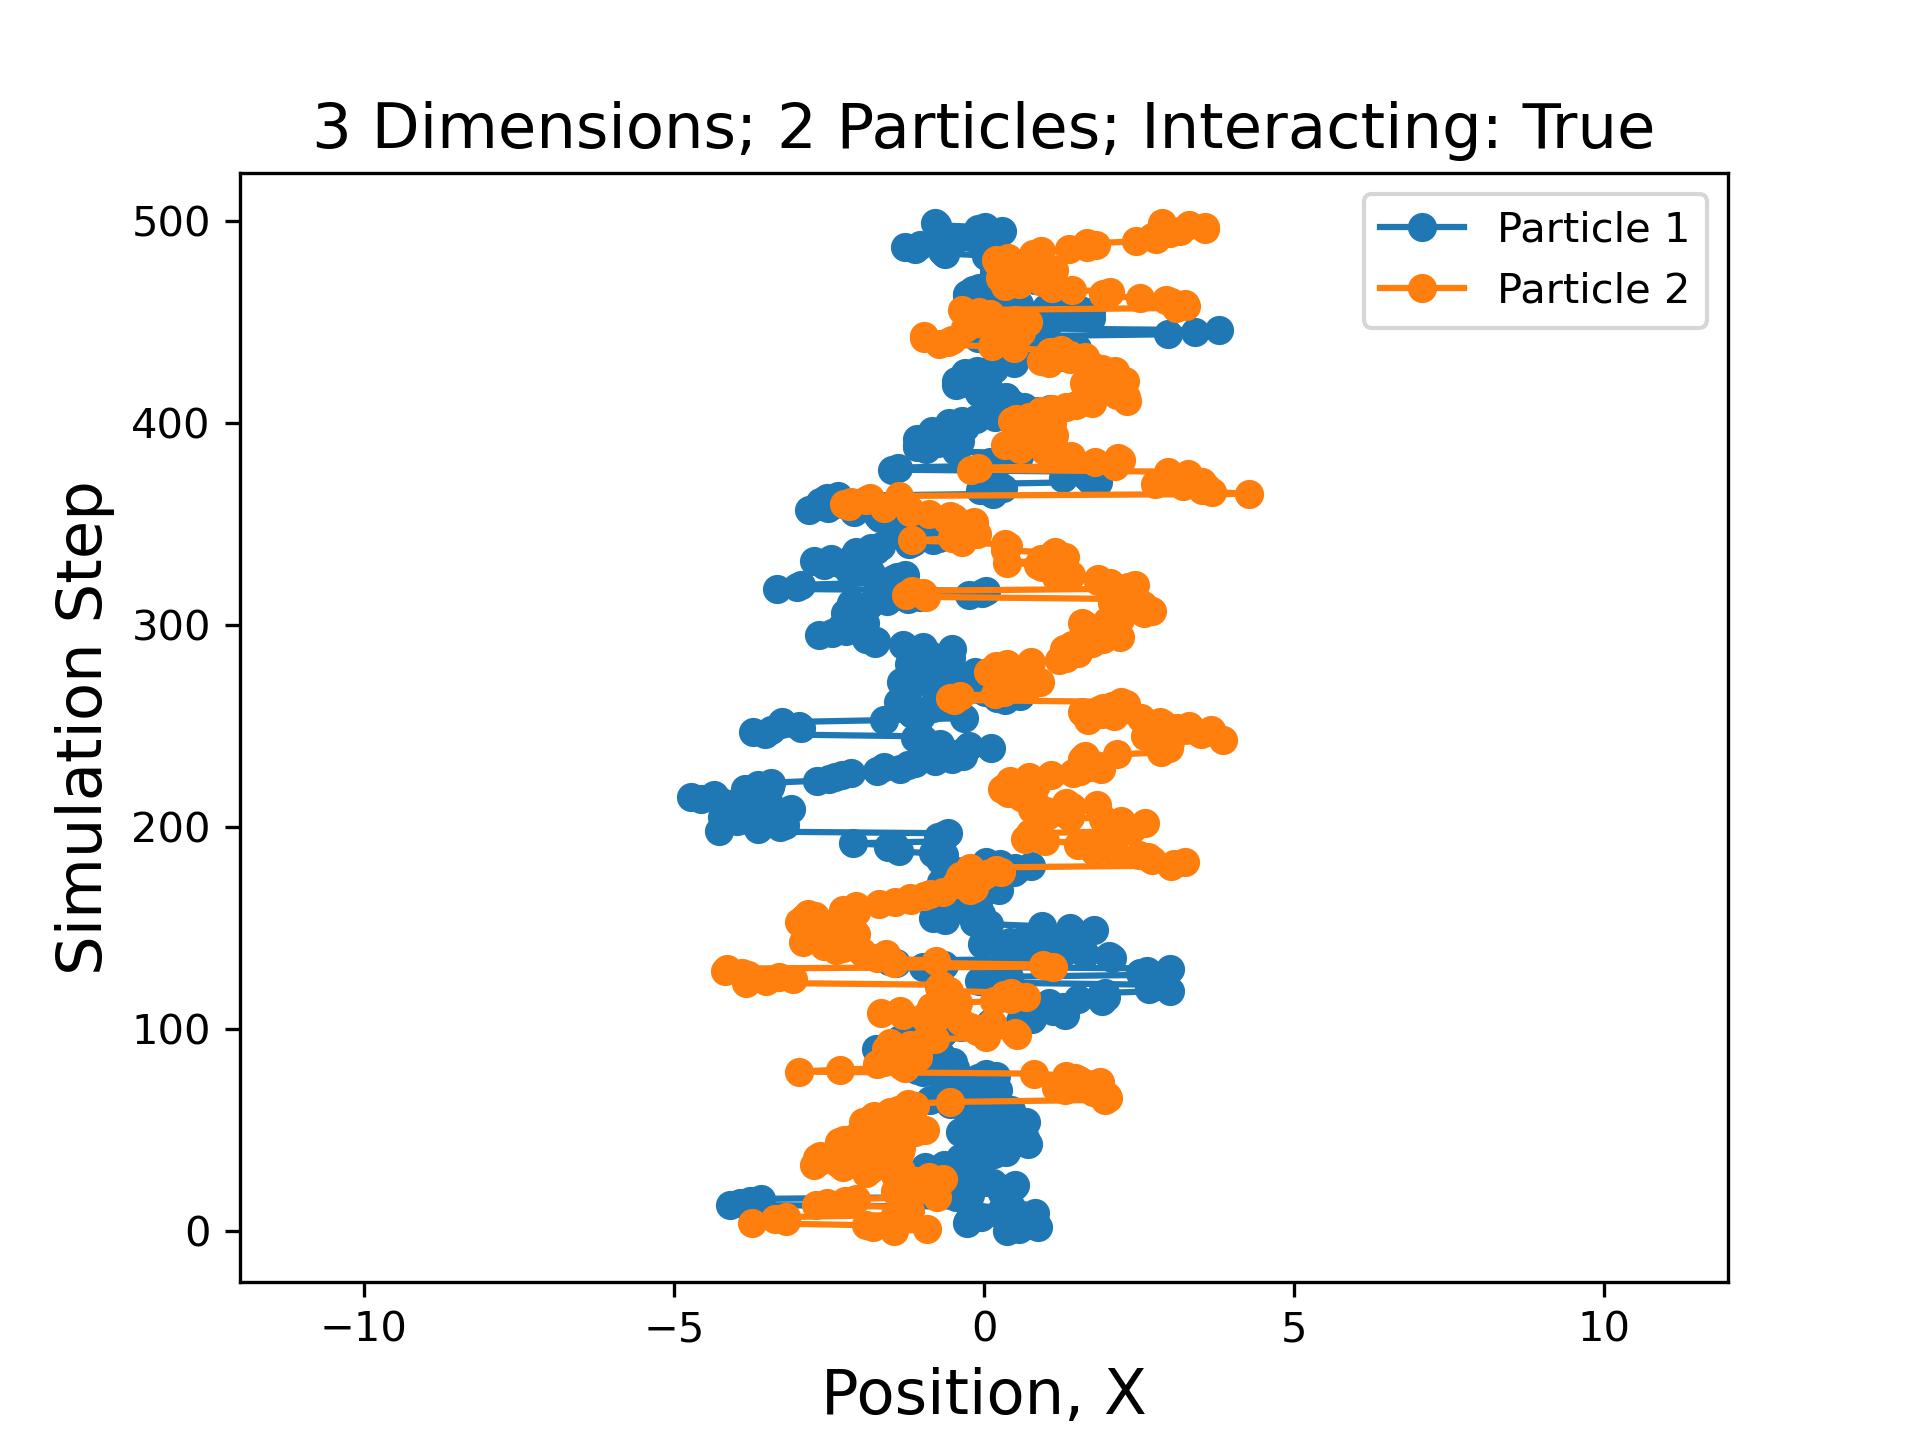 3 Dimensions; 2 Particles; Interacting: True
Particle 1
Particle 2
Simulation Step
500
400
300
200
100
0
−10
−5
0
5
10
Position, X